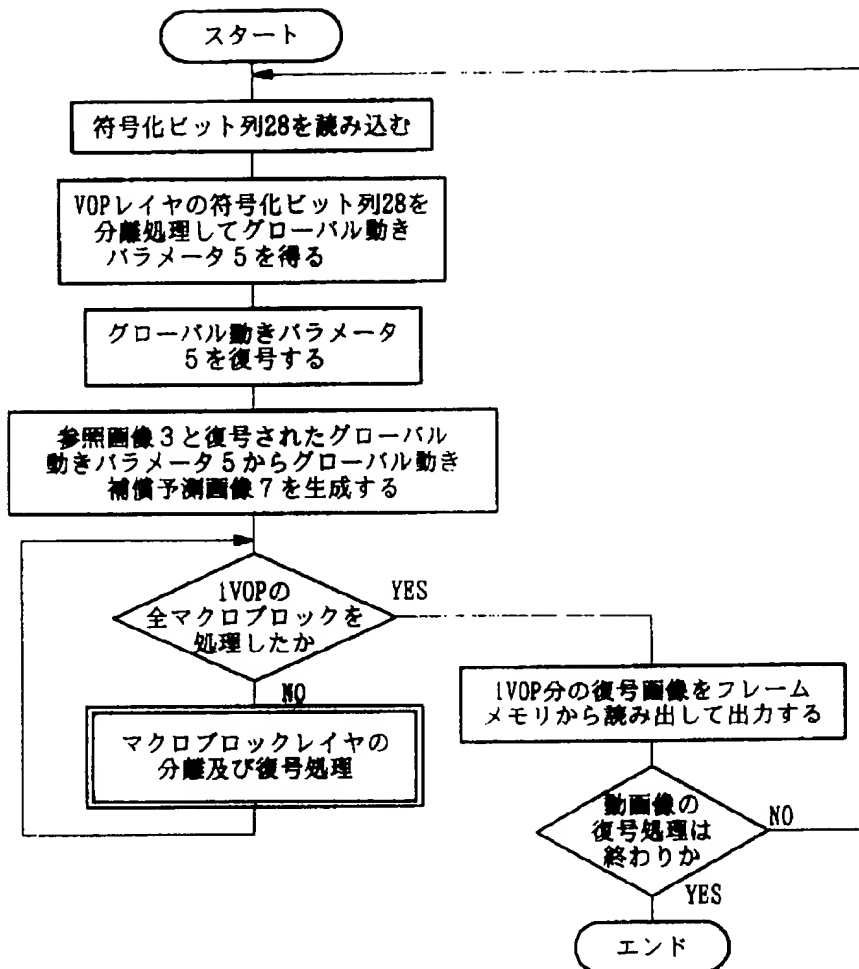 スタート
符号化ビット列28を読み込む
VOPレイヤの符号化ビット列28を
分離処理してグローバル動き
パラメータ5を得る
グローバル動きパラメータ
5を復号する
参照画像3と復号されたグローバル
動きパラメータ5からグローバル動き
補償予測画像7を生成する
1VOPの
全マクロブロックを
処理したか
YES
NO
マクロブロックレイヤの
分離及び復号処理
1VOP分の復号画像をフレーム
メモリから読み出して出力する
動画像の
復号処理は
終わりか
NO
YES
エンド